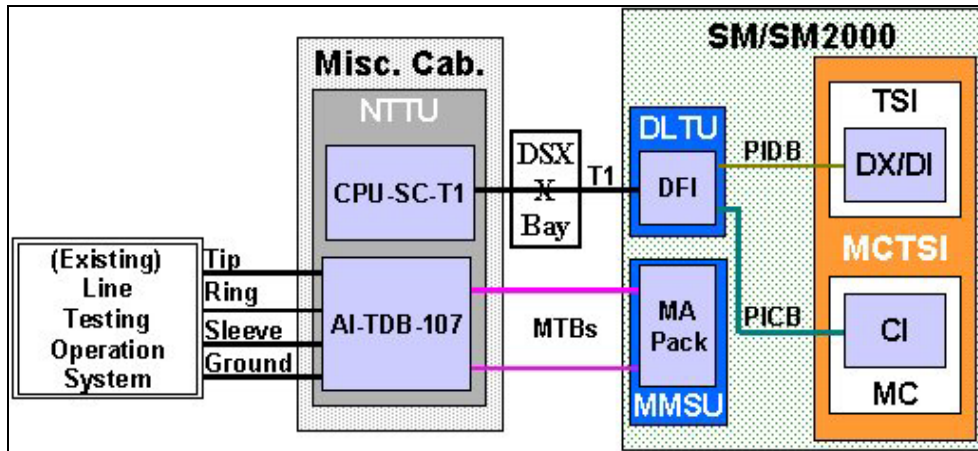 SM/SM2000
Misc. Cab.
NTTU
CPU-SC-T1
AI-TDB-107
(Existing)
Line
Testing
Operation
System
Tip
Ring
Sleeve
Ground
DSX
X
Bay
T1
MTBs
DLTU
DFI
MA
Pack
MMSU
PIDB
PICB
TSI
DX/DI
MCTSI
CI
MC